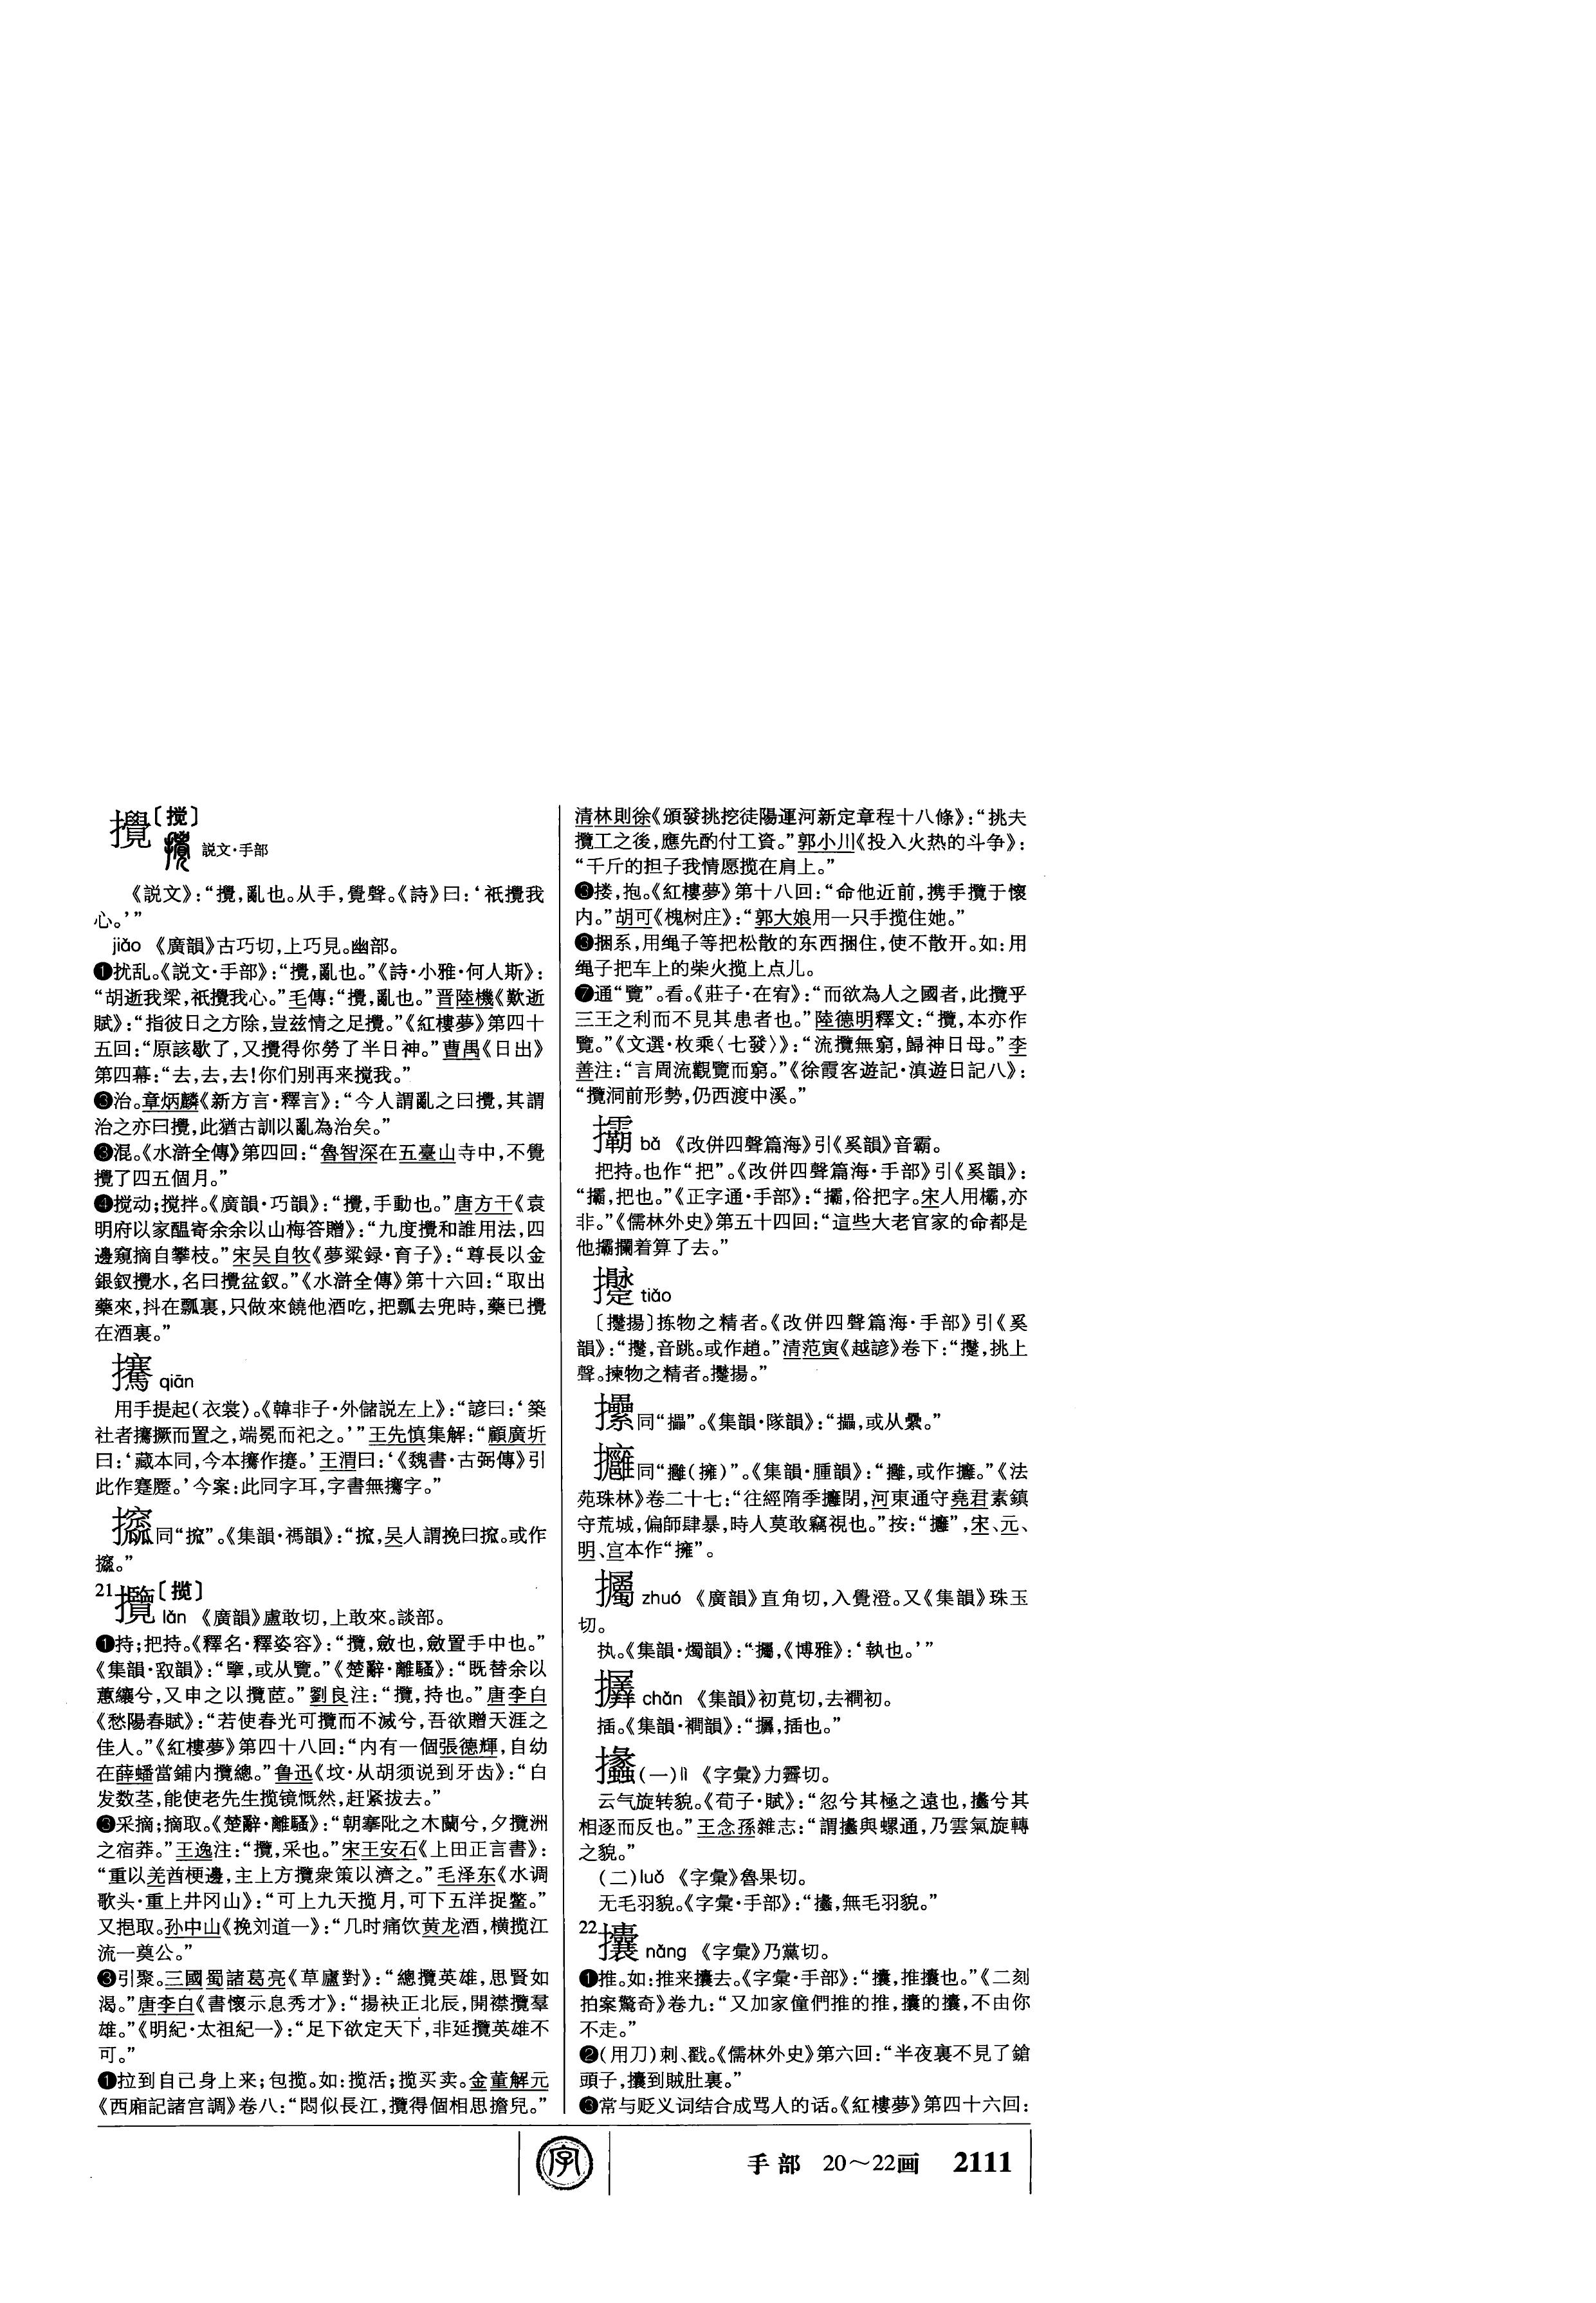 攪〔搅〕
説文·手部
《説文》：“攪，亂也。从手，覺聲。《詩》曰：‘祇攪我
心。’”
jiǎo 《廣韻》古巧切，上巧見。幽部。
❶扰乱。《説文·手部》：“攪，亂也。”《詩·小雅·何人斯》：
“胡逝我梁，祇攪我心。”毛傳：“攪，亂也。”晋陸機《歎逝
賦》：“指彼日之方除，豈兹情之足攪。”《紅樓夢》第四十
五回：“原該歇了，又攪得你勞了半日神。”曹禺《日出》
第四幕：“去，去，去！你们别再来搅我。”
❸治。章炳麟《新方言·釋言》：“今人謂亂之曰攪，其謂
治之亦曰攪，此猶古訓以亂為治矣。”
❸混。《水滸全傳》第四回：“魯智深在五臺山寺中，不覺
攪了四五個月。”
❹搅动；搅拌。《廣韻·巧韻》：“攪，手動也。”唐方干《袁
明府以家醖寄余余以山梅答贈》：“九度攪和誰用法，四
邊窺摘自攀枝。”宋吴自牧《夢粱録·育子》：“尊長以金
銀釵攪水，名曰攪盆釵。”《水滸全傳》第十六回：“取出
藥來，抖在瓢裏，只做來饒他酒吃，把瓢去兜時，藥已攪
在酒裏。”
攓 qiān
用手提起（衣裳）。《韓非子·外儲説左上》：“諺曰：‘築
社者攓撅而置之，端冕而祀之。’”王先慎集解：“顧廣圻
曰：‘藏本同，今本攓作搴。’王渭曰：‘《魏書·古弼傳》引
此作蹇蹷。’今案：此同字耳，字書無攓字。”
同“搲”。《集韻·禡韻》：“搲，吴人謂挽曰搲。或作
21攬〔揽〕
lǎn 《廣韻》盧敢切，上敢來。談部。
❶持；把持。《釋名·釋姿容》：“攬，斂也，斂置手中也。”
《集韻·㪉韻》：“擥，或从覽。”《楚辭·離騷》：“既替余以
蕙纕兮，又申之以攬茝。”劉良注：“攬，持也。”唐李白
《愁陽春賦》：“若使春光可攬而不滅兮，吾欲贈天涯之
佳人。”《紅樓夢》第四十八回：“内有一個張德輝，自幼
在薛蟠當鋪内攬總。”鲁迅《坟·从胡须说到牙齿》：“白
发数茎，能使老先生揽镜慨然，赶紧拔去。”
❸采摘；摘取。《楚辭·離騷》：“朝搴阰之木蘭兮，夕攬洲
之宿莽。”王逸注：“攬，采也。”宋王安石《上田正言書》：
“重以羌酋梗邊，主上方攬衆策以濟之。”毛泽东《水调
歌头·重上井冈山》：“可上九天揽月，可下五洋捉鳖。”
又挹取。孙中山《挽刘道一》：“几时痛饮黄龙酒，横揽江
流一奠公。”
❸引聚。三國蜀諸葛亮《草廬對》：“總攬英雄，思賢如
渴。”唐李白《書懷示息秀才》：“揚袂正北辰，開襟攬羣
雄。”《明紀·太祖紀一》：“足下欲定天下，非延攬英雄不
可。”
❶拉到自己身上来；包揽。如：揽活；揽买卖。金董解元
《西廂記諸宫調》卷八：“悶似長江，攬得個相思擔兒。”
清林則徐《頒發挑挖徒陽運河新定章程十八條》：“挑夫
攬工之後，應先酌付工資。”郭小川《投入火热的斗争》：
“千斤的担子我情愿揽在肩上。”
❸搂，抱。《紅樓夢》第十八回：“命他近前，携手攬于懷
内。”胡可《槐树庄》：“郭大娘用一只手揽住她。”
❸捆系，用绳子等把松散的东西捆住，使不散开。如：用
绳子把车上的柴火揽上点儿。
❼通“覽”。看。《莊子·在宥》：“而欲為人之國者，此攬乎
三王之利而不見其患者也。”陸德明釋文：“攬，本亦作
覽。”《文選·枚乘〈七發〉》：“流攬無窮，歸神日母。”李
善注：“言周流觀覽而窮。”《徐霞客遊記·滇遊日記八》：
“攬洞前形勢，仍西渡中溪。”
㩻 bǎ 《改併四聲篇海》引《奚韻》音霸。
把持。也作“把”。《改併四聲篇海·手部》引《奚韻》：
“㩻，把也。”《正字通·手部》：“㩻，俗把字。宋人用欛，亦
非。”《儒林外史》第五十四回：“這些大老官家的命都是
他㩻攔着算了去。”
tiǎo
揚〕拣物之精者。《改併四聲篇海·手部》引《奚
韻》：“，音跳。或作趙。”清范寅《越諺》卷下：“，挑上
聲。揀物之精者。揚。”
同“攂”。《集韻·隊韻》：“攂，或从纍。”
同“（擁）”。《集韻·腫韻》：“，或作。”《法
苑珠林》卷二十七：“往經隋季閉，河東通守堯君素鎮
守荒城，偏師肆暴，時人莫敢竊視也。”按：“”，宋、元、
明、宫本作“擁”。
㩿 zhuó 《廣韻》直角切，入覺澄。又《集韻》珠玉
切。
执。《集韻·燭韻》：“，《博雅》：‘執也。’”
chǎn 《集韻》初莧切，去襇初。
插。《集韻·襇韻》：“，插也。”
攭（一）lì 《字彙》力霽切。
云气旋转貌。《荀子·賦》：“忽兮其極之遠也，攭兮其
相逐而反也。”王念孫雜志：“謂攭與螺通，乃雲氣旋轉
之貌。”
（二）luǒ 《字彙》魯果切。
无毛羽貌。《字彙·手部》：“攭，無毛羽貌。”
22攮 nǎng 《字彙》乃黨切。
❶推。如：推来攮去。《字彙·手部》：“攮，推攮也。”《二刻
拍案驚奇》卷九：“又加家僮們推的推，攮的攮，不由你
不走。”
❷（用刀）刺、戳。《儒林外史》第六回：“半夜裏不見了鎗
頭子，攮到賊肚裏。”
❸常与贬义词结合成骂人的话。《紅樓夢》第四十六回：
字
手部 20～22画 2111